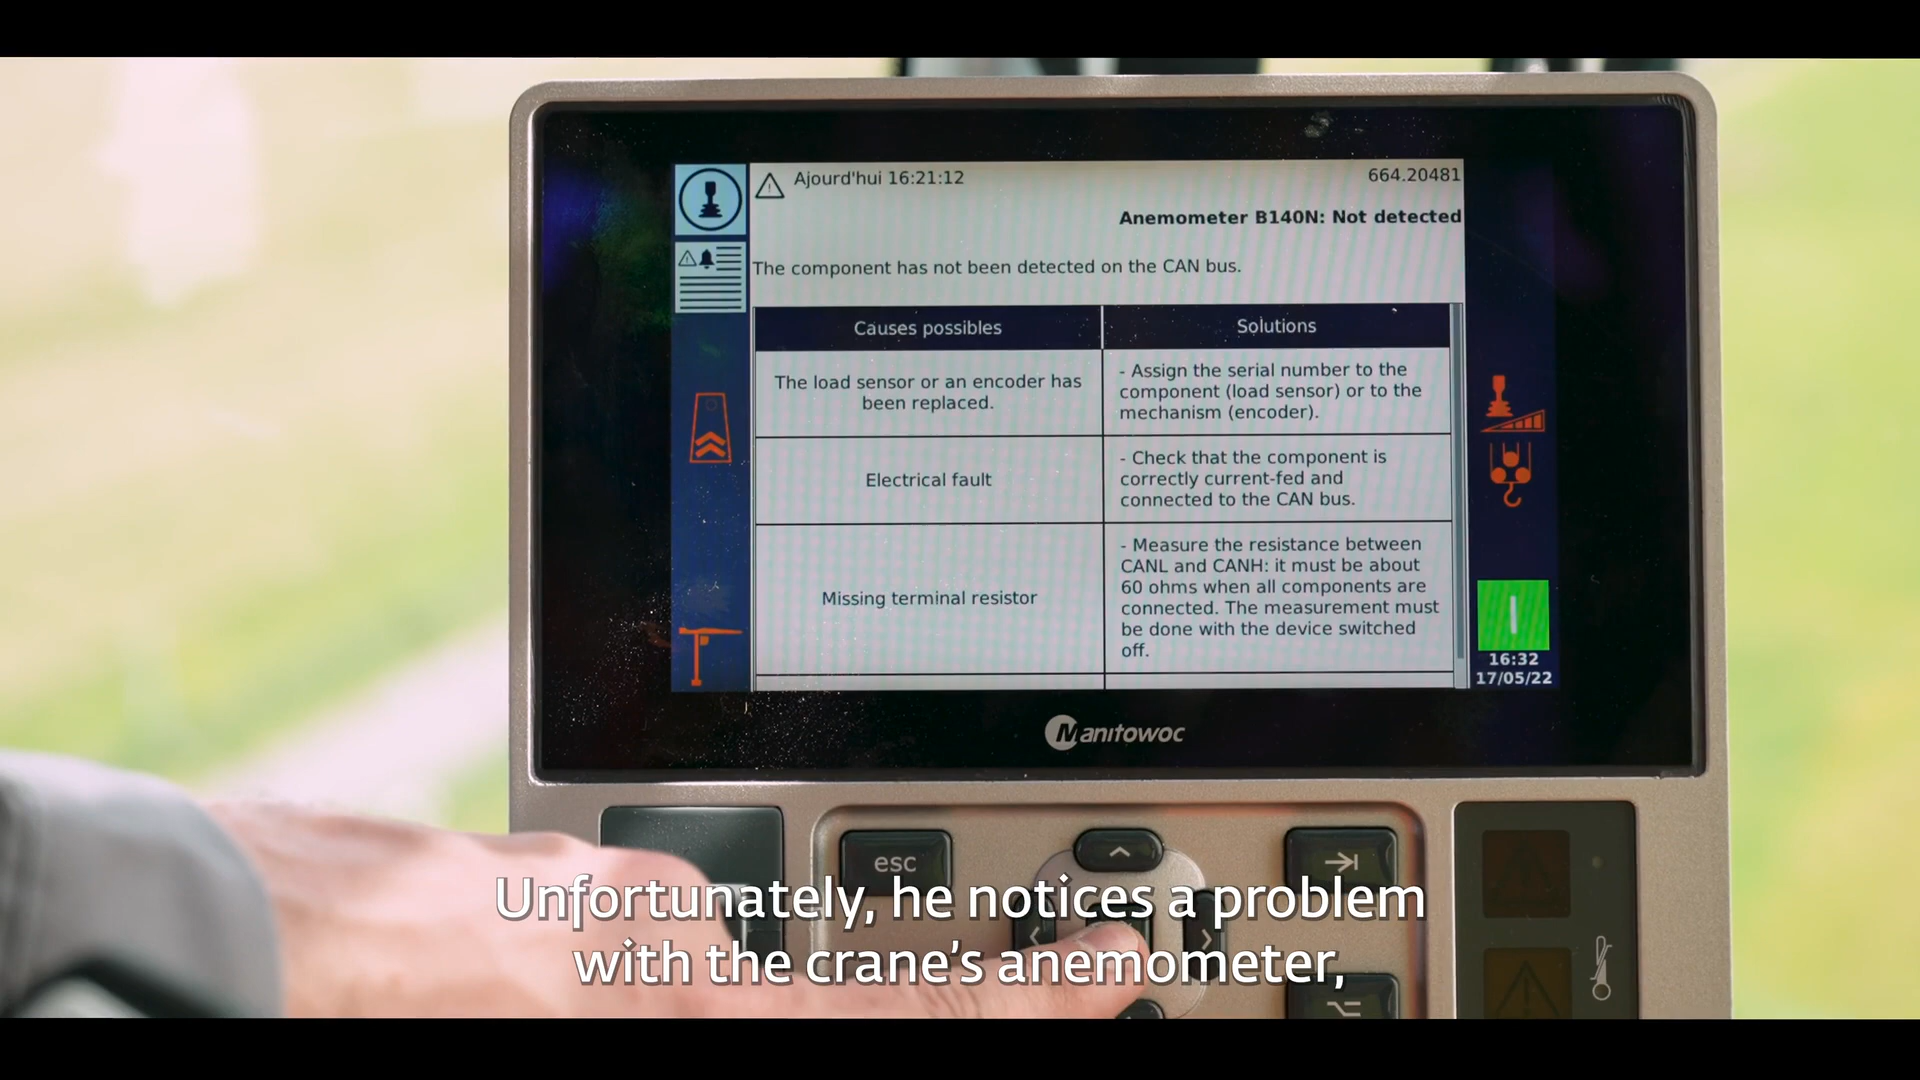 Ajourd'hui 16:21:12
664.20481
Anemometer B140N: Not detected
The component has not been detected on the CAN bus.
Causes possibles
Solutions
The load sensor or an encoder has
been replaced.
- Assign the serial number to the
component (load sensor) or to the
mechanism (encoder).
Electrical fault
- Check that the component is
correctly current-fed and
connected to the CAN bus.
Missing terminal resistor
- Measure the resistance between
CANL and CANH: it must be about
60 ohms when all components are
connected. The measurement must
be done with the device switched
off.
16:32
17/05/22
Manitowoc
esc
Unfortunately, he notices a problem
with the crane's anemometer,